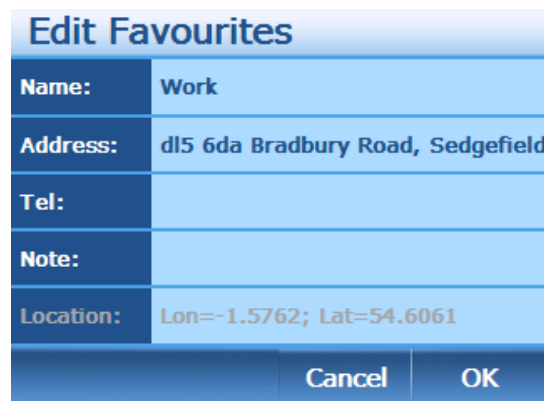 Edit Favourites
Name: Work
Address: dl5 6da Bradbury Road, Sedgefield
Tel:
Note:
Location: Lon=-1.5762; Lat=54.6061
Cancel OK